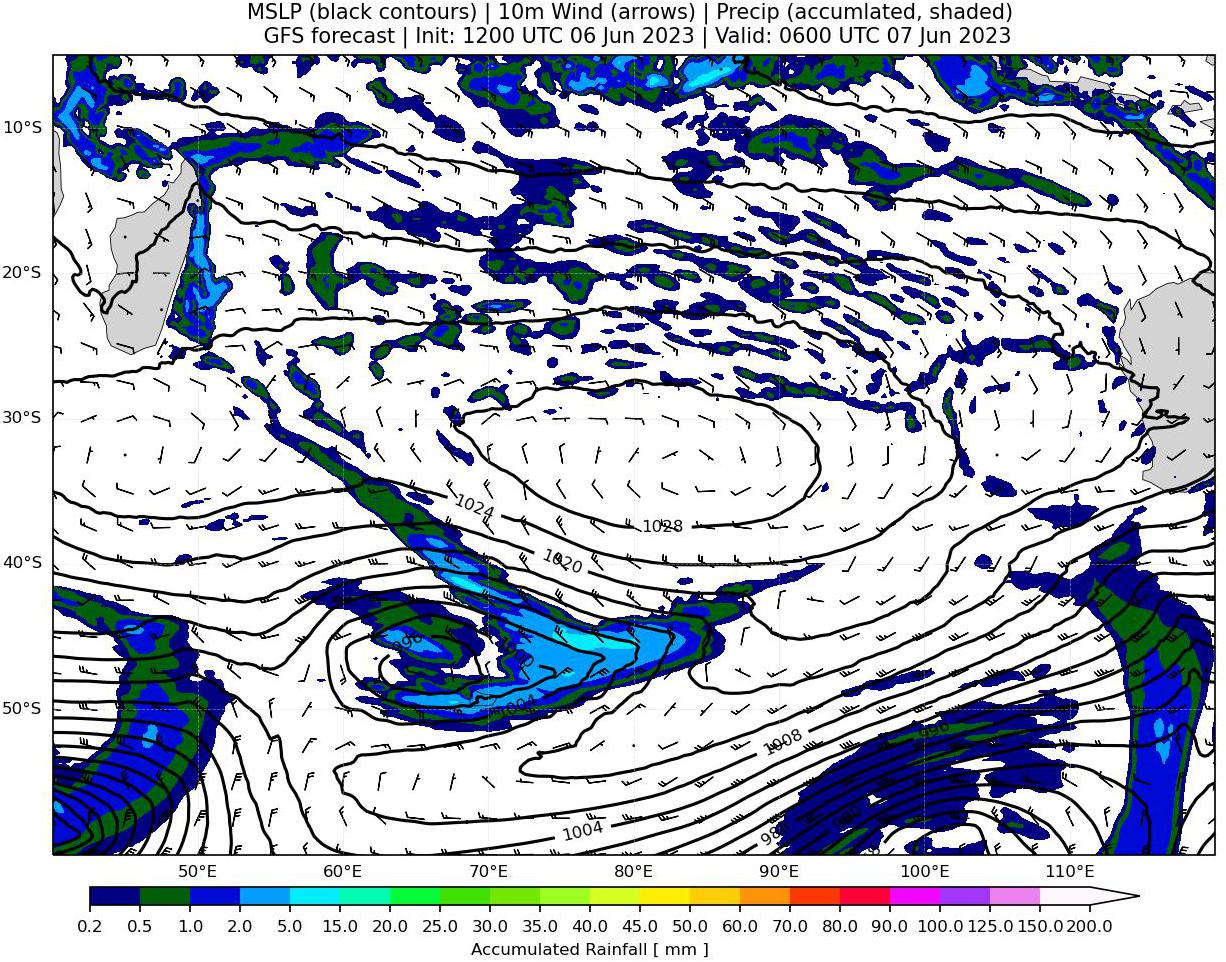 MSLP (black contours) | 10m Wind (arrows) | Precip (accumlated, shaded)
GFS forecast | Init: 1200 UTC 06 Jun 2023 | Valid: 0600 UTC 07 Jun 2023
10°S
20°S
30°S
1024
1028
1020
40°S
996
1000
1004
50°S
996
1008
1004
50°E 60°E 70°E 80°E 90°E 100°E 110°E
0.2 0.5 1.0 2.0 5.0 10.0 15.0 20.0 25.0 30.0 35.0 40.0 45.0 50.0 60.0 70.0 80.0 90.0 100.0 125.0 150.0 200.0
Accumulated Rainfall [ mm ]